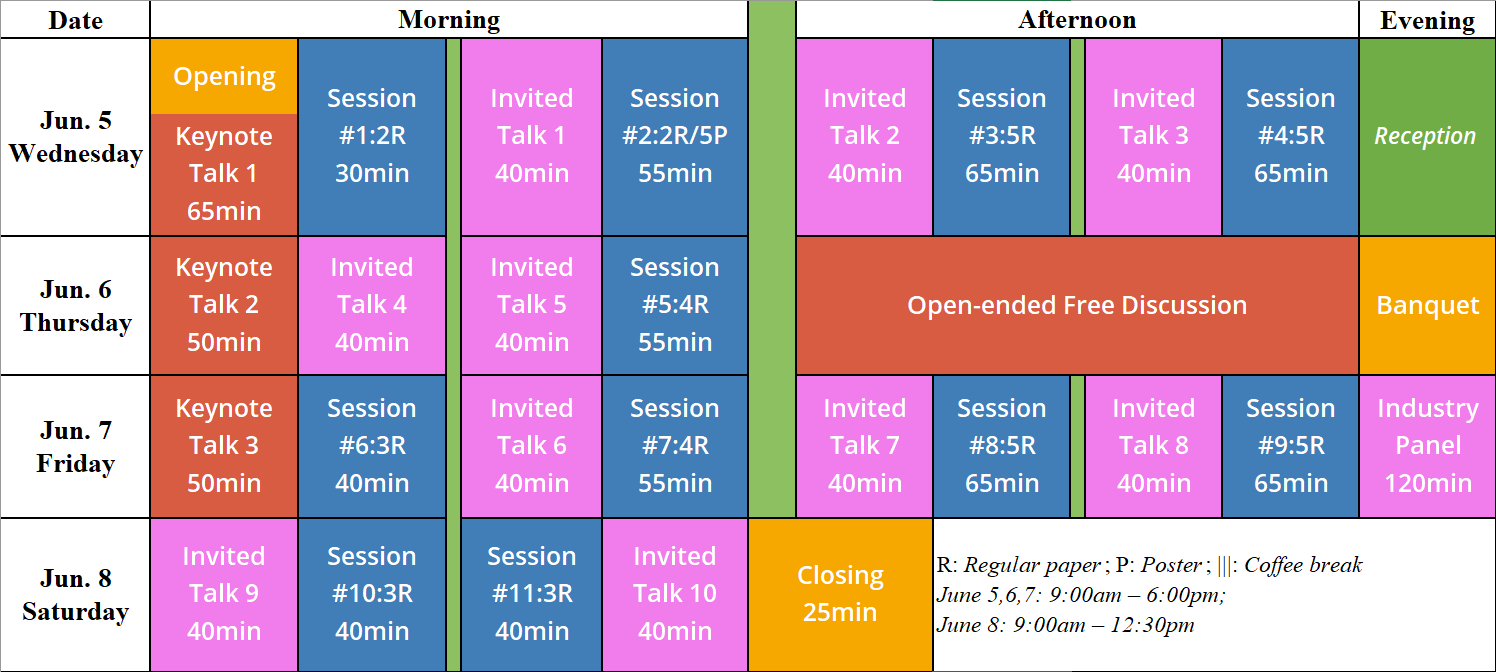 Date
Morning
Afternoon
Evening
Jun. 5
Wednesday
Opening
Keynote
Talk 1
65min
Session
#1:2R
30min
Invited
Talk 1
40min
Session
#2:2R/5P
55min
Invited
Talk 2
40min
Session
#3:5R
65min
Invited
Talk 3
40min
Session
#4:5R
65min
Reception
Jun. 6
Thursday
Keynote
Talk 2
50min
Invited
Talk 4
40min
Invited
Talk 5
40min
Session
#5:4R
55min
Open-ended Free Discussion
Banquet
Jun. 7
Friday
Keynote
Talk 3
50min
Session
#6:3R
40min
Invited
Talk 6
40min
Session
#7:4R
55min
Invited
Talk 7
40min
Session
#8:5R
65min
Invited
Talk 8
40min
Session
#9:5R
65min
Industry
Panel
120min
Jun. 8
Saturday
Invited
Talk 9
40min
Session
#10:3R
40min
Session
#11:3R
40min
Invited
Talk 10
40min
Closing
25min
R: Regular paper ; P: Poster ; |||: Coffee break
June 5,6,7: 9:00am – 6:00pm;
June 8: 9:00am – 12:30pm